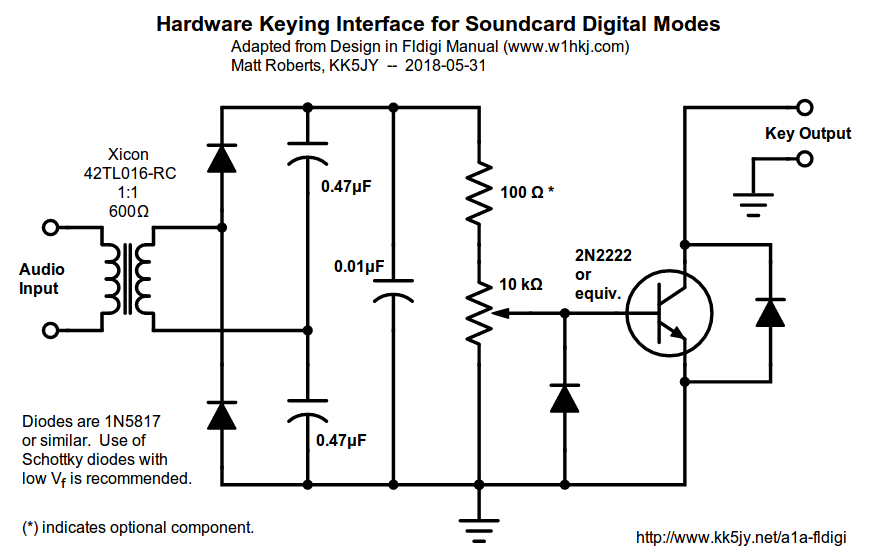 Hardware Keying Interface for Soundcard Digital Modes
Adapted from Design in Fldigi Manual (www.w1hkj.com)
Matt Roberts, KK5JY -- 2018-05-31
Key Output
Xicon
42TL016-RC
1:1
600Ω
0.47µF
100 Ω *
Audio
Input
0.01µF
10 kΩ
2N2222
or
equiv.
0.47µF
Diodes are 1N5817
or similar. Use of
Schottky diodes with
low Vf is recommended.
(*) indicates optional component.
http://www.kk5jy.net/a1a-fldigi